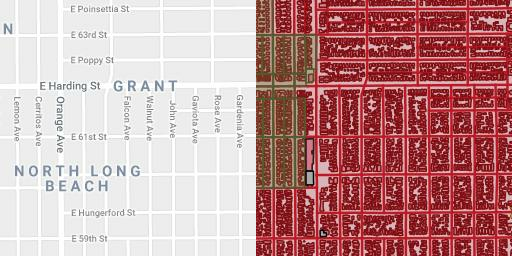 E Poinsettia St
N
E 63rd St
E Poppy St
E Harding St
GRANT
Lemon Ave
Cerritos Ave
Orange Ave
Falcon Ave
Walnut Ave
John Ave
Gaviota Ave
Rose Ave
Gardenia Ave
E 61st St
NORTH LONG
BEACH
E Hungerford St
E 59th St